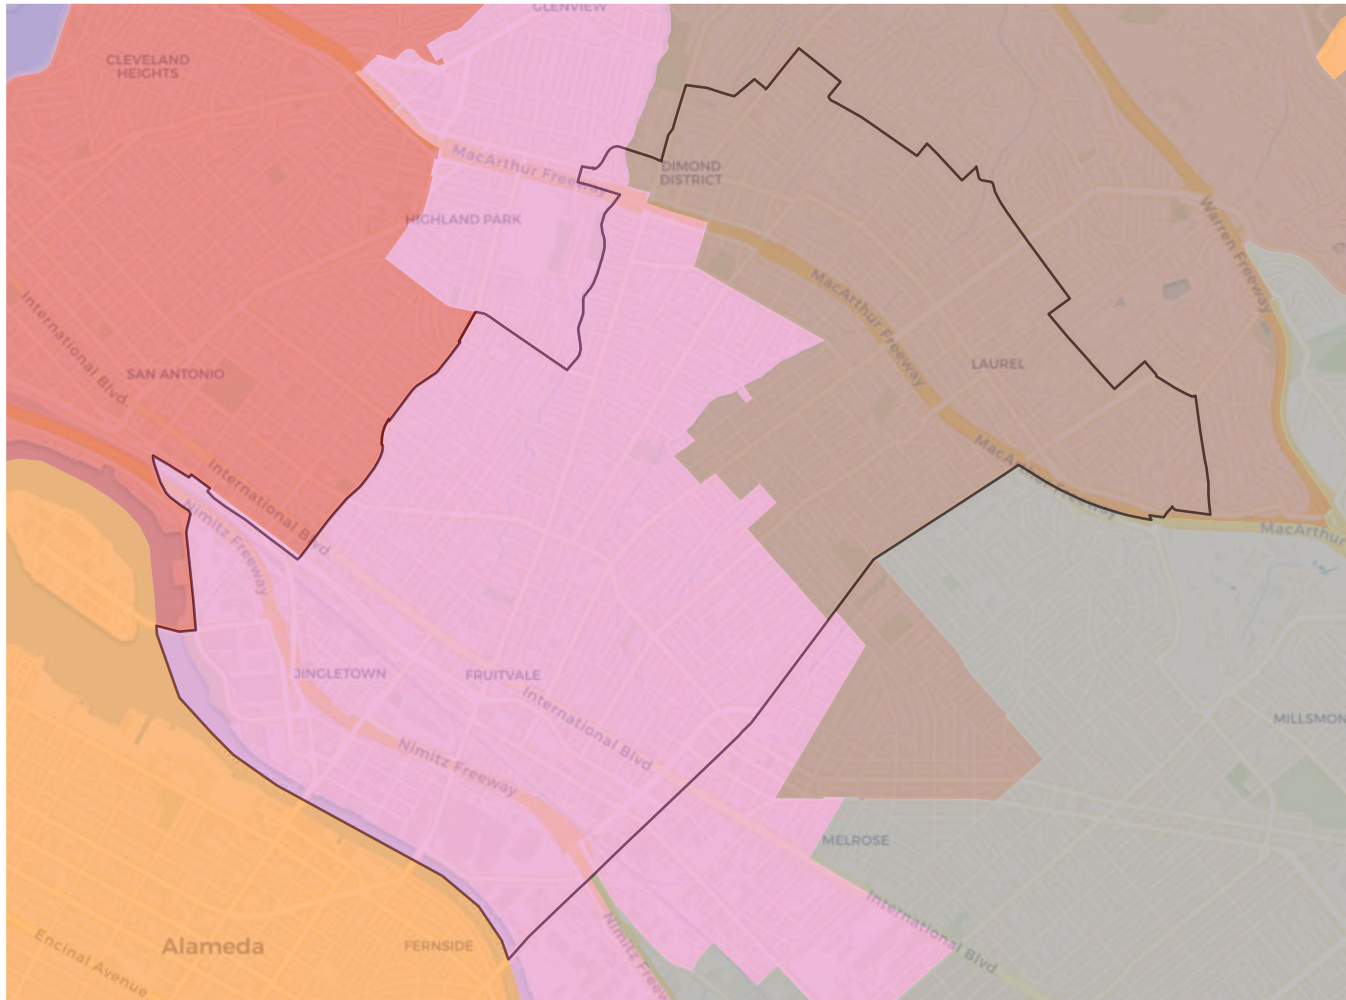 GLENVIEW
CLEVELAND
HEIGHTS
MacArthur Freeway
DIMOND
DISTRICT
HIGHLAND PARK
Warren Freeway
International Blvd.
MacArthur Freeway
SAN ANTONIO
LAUREL
MacArthur Freeway
International Blvd.
Nimitz Freeway
MacArthur
JINGLETOWN
FRUITVALE
International Blvd.
MILLSMON
Nimitz Freeway
MELROSE
International Blvd.
Alameda
FERNSIDE
Encinal Avenue
Nimitz Freew